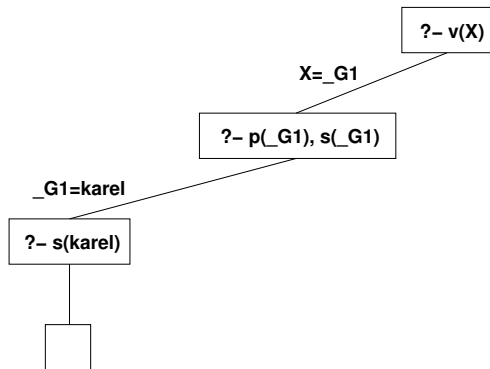 ?– v(X)
X=_G1
?– p(_G1), s(_G1)
_G1=karel
?– s(karel)